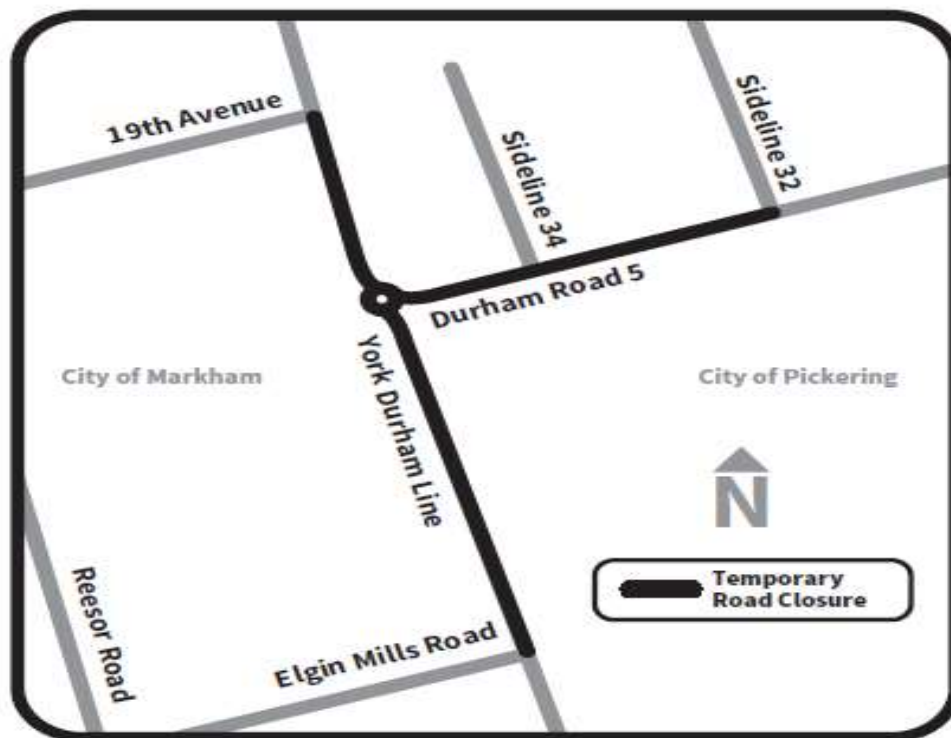 19th Avenue
Sideline 34
Sideline 32
Durham Road 5
City of Markham
York Durham Line
City of Pickering
N
Reesor Road
Elgin Mills Road
Temporary
Road Closure